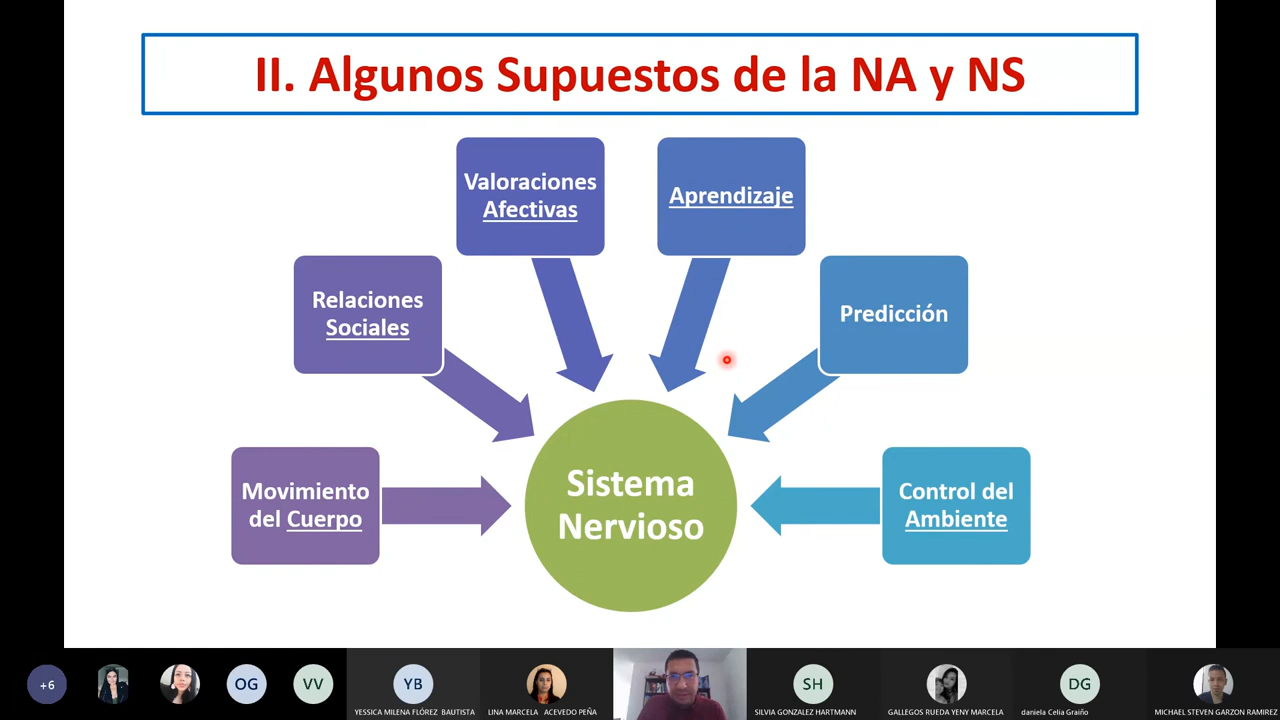 II. Algunos Supuestos de la NA y NS
Valoraciones
Afectivas
Aprendizaje
Relaciones
Sociales
Predicción
Movimiento
del Cuerpo
Sistema
Nervioso
Control del
Ambiente
+6
OG
VV
YB
SH
DG
YESSICA MILENA FLÓREZ BAUTISTA
LINA MARCELA ACEVEDO PEÑA
SILVIA GONZALEZ HARTMANN
GALLEGOS RUEDA YENY MARCELA
daniela Celia Graiño
MICHAEL STEVEN GARZON RAMIREZ